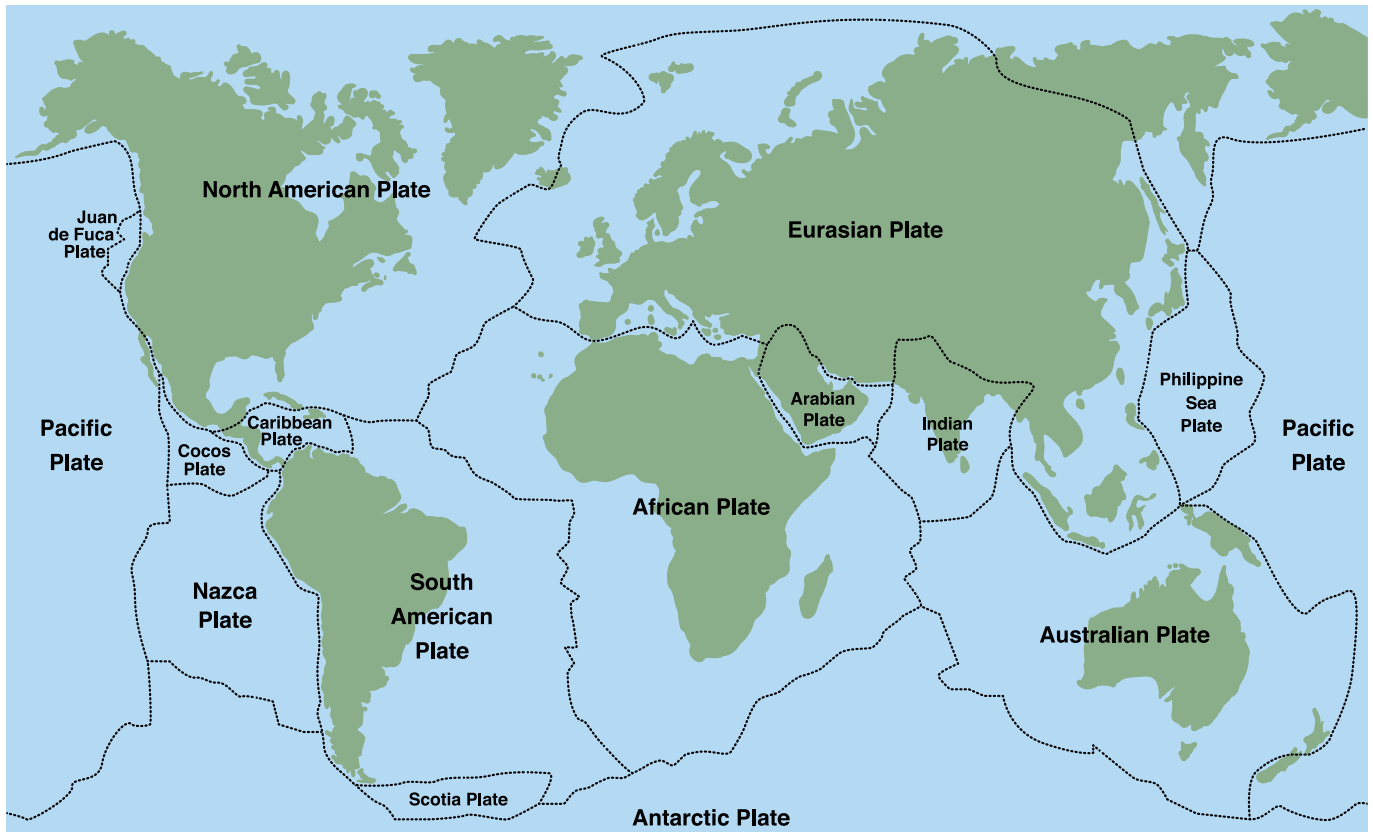 North American Plate
Juan
de Fuca
Plate
Eurasian Plate
Philippine
Sea
Plate
Arabian
Plate
Caribbean
Plate
Indian
Plate
Pacific
Plate
Cocos
Plate
Pacific
Plate
African Plate
Nazca
Plate
South
American
Plate
Australian Plate
Scotia Plate
Antarctic Plate